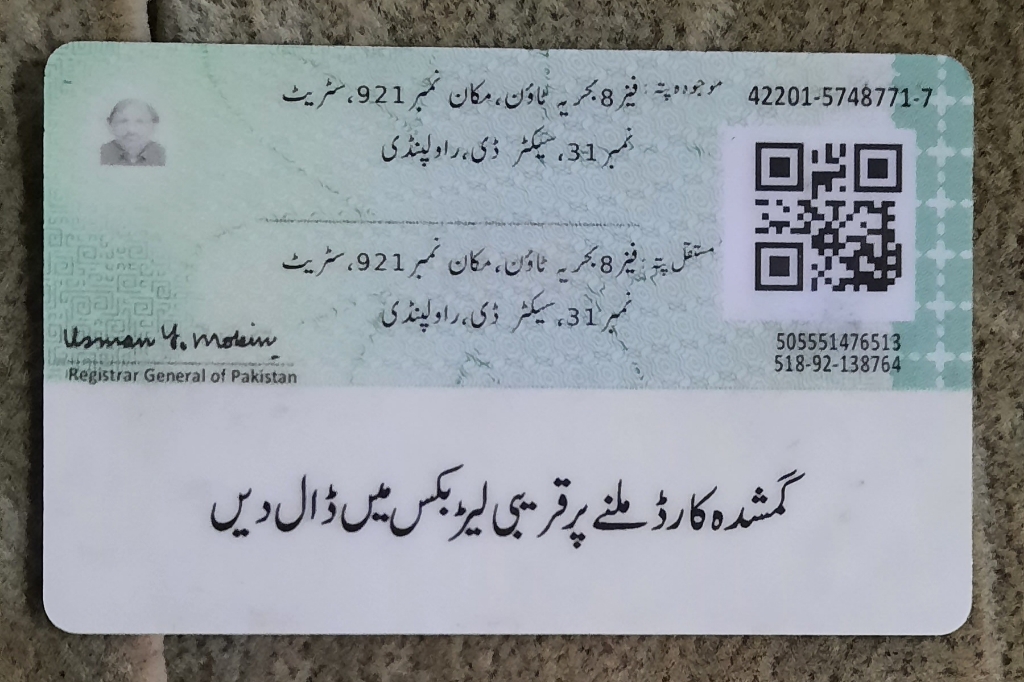 42201-5748771-7
موجودہ پتہ: فیز 8 بحریہ ٹاؤن، مکان نمبر 921، سٹریٹ
نمبر 31، سیکٹر ڈی، راولپنڈی
مستقل پتہ: فیز 8 بحریہ ٹاؤن، مکان نمبر 921، سٹریٹ
نمبر 31، سیکٹر ڈی، راولپنڈی
505551476513
518-92-138764
Usman Y. Mobin
Registrar General of Pakistan
گمشدہ کارڈ ملنے پر قریبی لیٹر بکس میں ڈال دیں